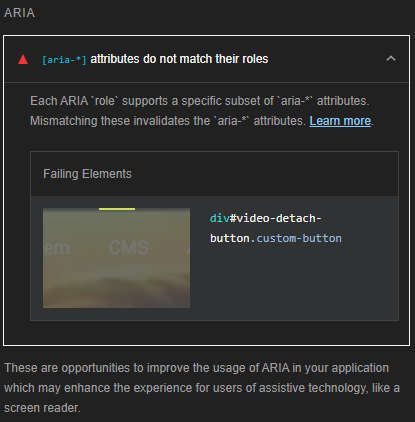 ARIA
[aria-*] attributes do not match their roles
Each ARIA `role` supports a specific subset of `aria-*` attributes.
Mismatching these invalidates the `aria-*` attributes. Learn more.
Failing Elements
em CMS
div#video-detach-
button.custom-button
These are opportunities to improve the usage of ARIA in your application
which may enhance the experience for users of assistive technology, like a
screen reader.